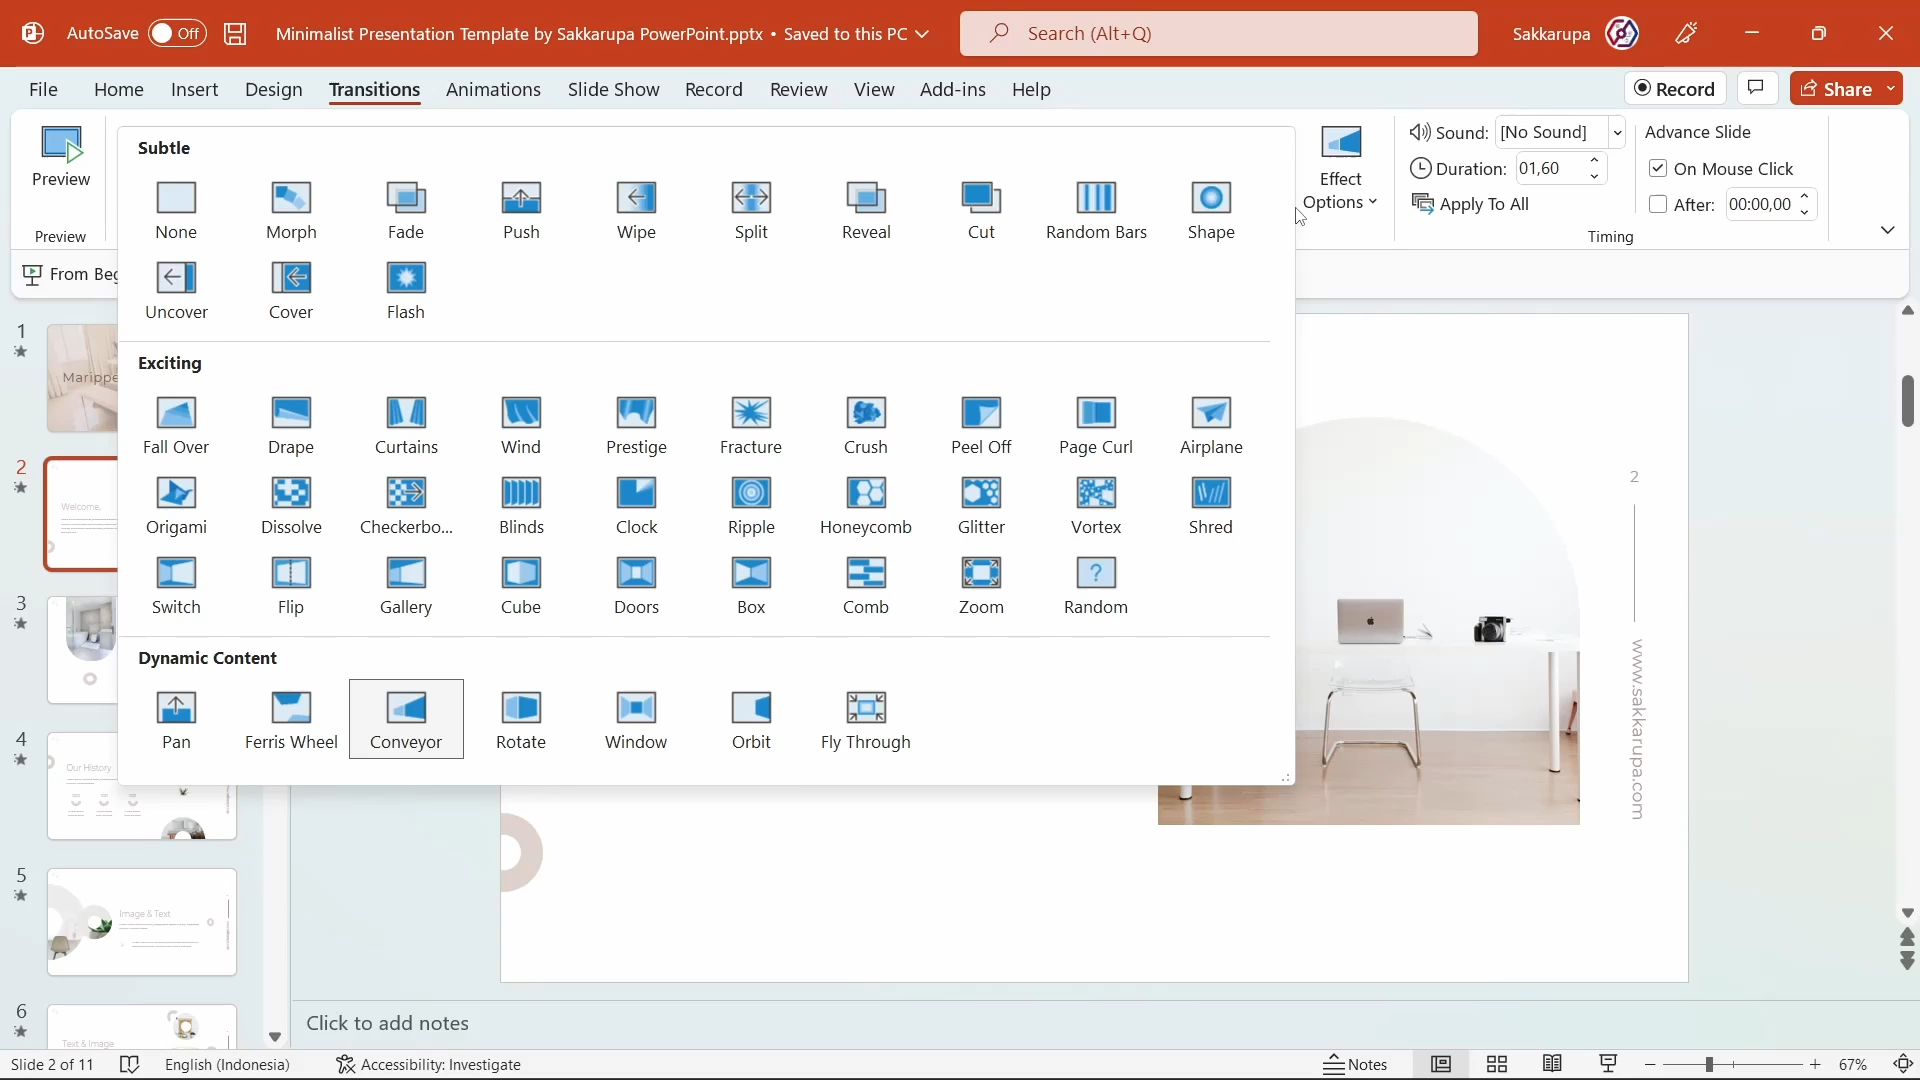 AutoSave Off Minimalist Presentation Template by Sakkarupa PowerPoint.pptx • Saved to this PC Search (Alt+Q) Sakkarupa
File Home Insert Design Transitions Animations Slide Show Record Review View Add-ins Help Record Share
Preview
Preview
Subtle
None Morph Fade Push Wipe Split Reveal Cut Random Bars Shape
Uncover Cover Flash
Exciting
Fall Over Drape Curtains Wind Prestige Fracture Crush Peel Off Page Curl Airplane
Origami Dissolve Checkerbo... Blinds Clock Ripple Honeycomb Glitter Vortex Shred
Switch Flip Gallery Cube Doors Box Comb Zoom Random
Dynamic Content
Pan Ferris Wheel Conveyor Rotate Window Orbit Fly Through
Effect
Options
Sound: [No Sound]
Duration: 01,60
Apply To All
Advance Slide
On Mouse Click
After: 00:00,00
Timing
From Beg
1
Marippe
2
Welcome,
3
4
Our History
5
Image & Text
6
Text & Image
2
www.sakkarupa.com
Click to add notes
Slide 2 of 11 English (Indonesia) Accessibility: Investigate Notes 67%